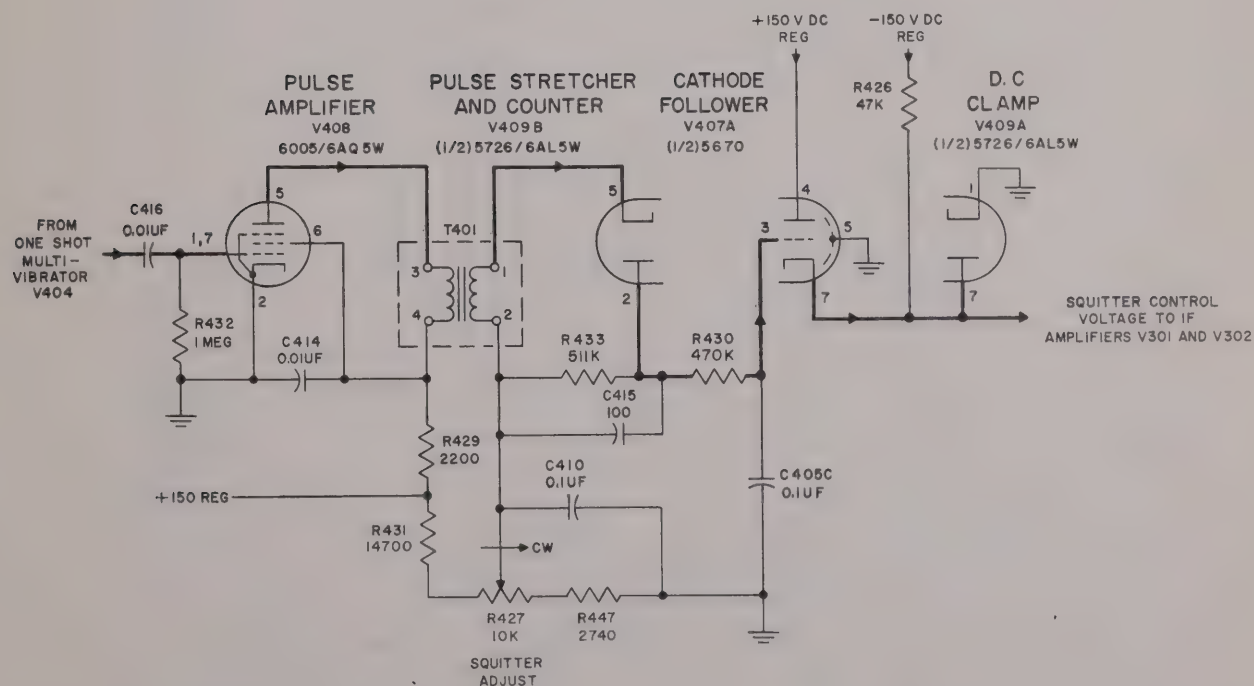 +150 V DC
REG
-150 V DC
REG
PULSE
AMPLIFIER
V408
6005/6AQ5W
PULSE STRETCHER
AND COUNTER
V409B
(1/2)5726/6AL5W
CATHODE
FOLLOWER
V407A
(1/2)5670
R426
47K
D.C
CLAMP
V409A
(1/2)5726/6AL5W
FROM
ONE SHOT
MULTI-
VIBRATOR
V404
C416
0.01UF
1,7
5
6
2
R432
1 MEG
C414
0.01UF
T401
3
4
1
2
5
2
R433
511K
C415
100
R430
470K
4
3
5
7
1
7
SQUITTER CONTROL
VOLTAGE TO IF
AMPLIFIERS V301 AND V302
R429
2200
+150 REG
R431
14700
C410
0.1UF
C405C
0.1UF
CW
R427
10K
R447
2740
SQUITTER
ADJUST